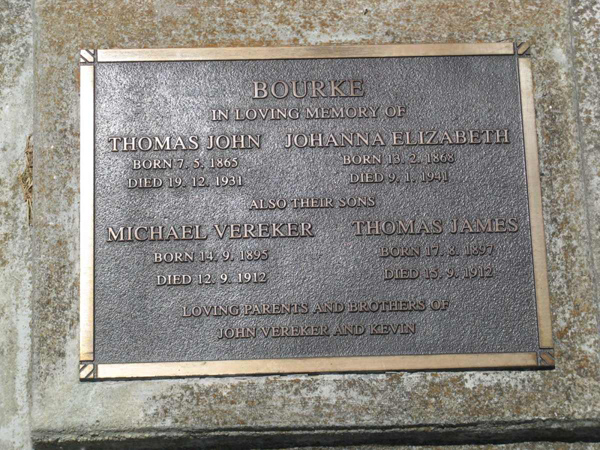 BOURKE
IN LOVING MEMORY OF
THOMAS JOHN JOHANNA ELIZABETH
BORN 7. 5. 1865 BORN 13. 2. 1868
DIED 19. 12. 1931 DIED 9. 1. 1941
ALSO THEIR SONS
MICHAEL VEREKER THOMAS JAMES
BORN 14. 9. 1895 BORN 17. 8. 1897
DIED 12. 9. 1912 DIED 15. 9. 1912
LOVING PARENTS AND BROTHERS OF
JOHN VEREKER AND KEVIN